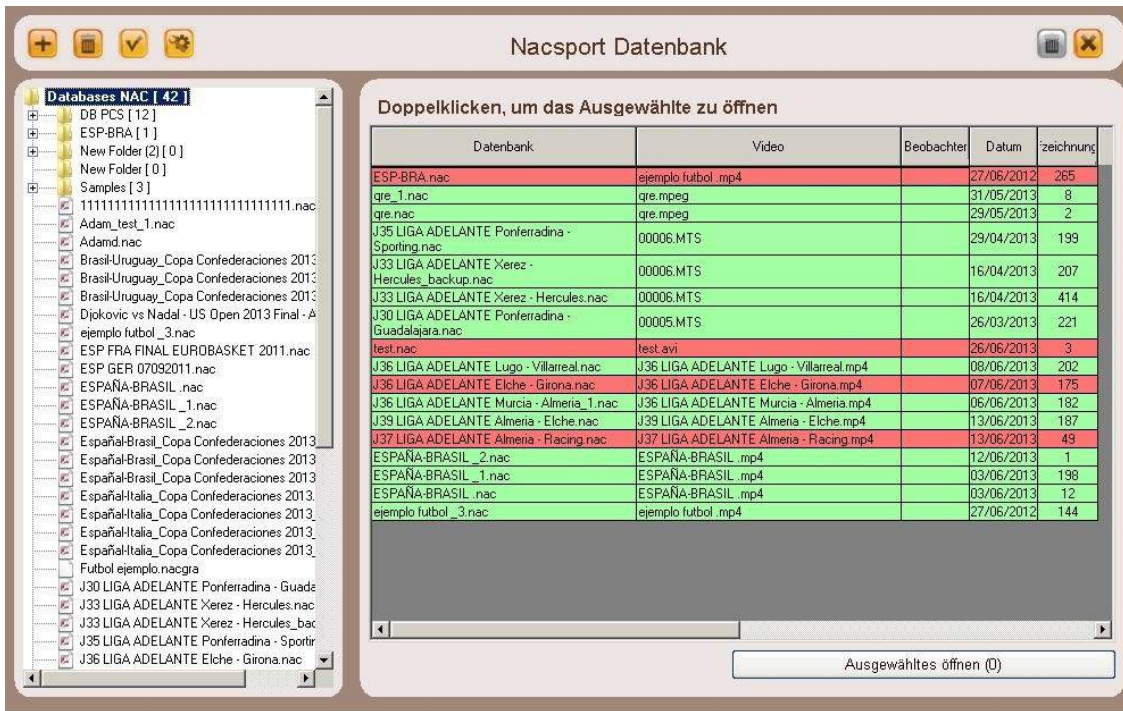 Nacsport Datenbank
Databases NAC [ 42 ]
DB PCS [ 12 ]
ESP-BRA [ 1 ]
New Folder (2) [ 0 ]
New Folder [ 0 ]
Samples [ 3 ]
Adam_test_1.nac
Adamd.nac
Brasil-Uruguay_Copa Confederaciones 2013
Brasil-Uruguay_Copa Confederaciones 2013
Brasil-Uruguay_Copa Confederaciones 2013
Djokovic vs Nadal - US Open 2013 Final - A
ejemplo futbol _3.nac
ESP FRA FINAL EUROBASKET 2011.nac
ESP GER 07092011.nac
ESPAÑA-BRASIL .nac
ESPAÑA-BRASIL _1.nac
ESPAÑA-BRASIL _2.nac
Español-Brasil_Copa Confederaciones 2013
Español-Brasil_Copa Confederaciones 2013
Español-Brasil_Copa Confederaciones 2013
Español-Italia_Copa Confederaciones 2013.
Español-Italia_Copa Confederaciones 2013_
Español-Italia_Copa Confederaciones 2013_
Español-Italia_Copa Confederaciones 2013_
Futbol ejemplo.nacgra
J30 LIGA ADELANTE Ponferradina - Guada
J33 LIGA ADELANTE Xerez - Hercules.nac
J33 LIGA ADELANTE Xerez - Hercules_bac
J35 LIGA ADELANTE Ponferradina - Sportir
J36 LIGA ADELANTE Elche - Girona.nac
Doppelklicken, um das Ausgewählte zu öffnen
Datenbank Video Beobachter Datum zeichnung
ESP-BRA.nac ejemplo futbol .mp4 27/06/2012 265
qre_1.nac qre.mpeg 31/05/2013 8
qre.nac qre.mpeg 29/05/2013 2
J35 LIGA ADELANTE Ponferradina -
Sporting.nac 00006.MTS 29/04/2013 199
J33 LIGA ADELANTE Xerez -
Hercules_backup.nac 00006.MTS 16/04/2013 207
J33 LIGA ADELANTE Xerez - Hercules.nac 00006.MTS 16/04/2013 414
J30 LIGA ADELANTE Ponferradina -
Guadalajara.nac 00005.MTS 26/03/2013 221
test.nac test.avi 26/06/2013 3
J36 LIGA ADELANTE Lugo - Villarreal.nac J36 LIGA ADELANTE Lugo - Villarreal.mp4 08/06/2013 202
J36 LIGA ADELANTE Elche - Girona.nac J36 LIGA ADELANTE Elche - Girona.mp4 07/06/2013 175
J36 LIGA ADELANTE Murcia - Almeria_1.nac J36 LIGA ADELANTE Murcia - Almeria.mp4 06/06/2013 182
J39 LIGA ADELANTE Almeria - Elche.nac J39 LIGA ADELANTE Almeria - Elche.mp4 13/06/2013 187
J37 LIGA ADELANTE Almeria - Racing.nac J37 LIGA ADELANTE Almeria - Racing.mp4 13/06/2013 49
ESPAÑA-BRASIL _2.nac ESPAÑA-BRASIL .mp4 12/06/2013 1
ESPAÑA-BRASIL _1.nac ESPAÑA-BRASIL .mp4 03/06/2013 198
ESPAÑA-BRASIL .nac ESPAÑA-BRASIL .mp4 03/06/2013 12
ejemplo futbol _3.nac ejemplo futbol .mp4 27/06/2012 144
Ausgewähltes öffnen (0)